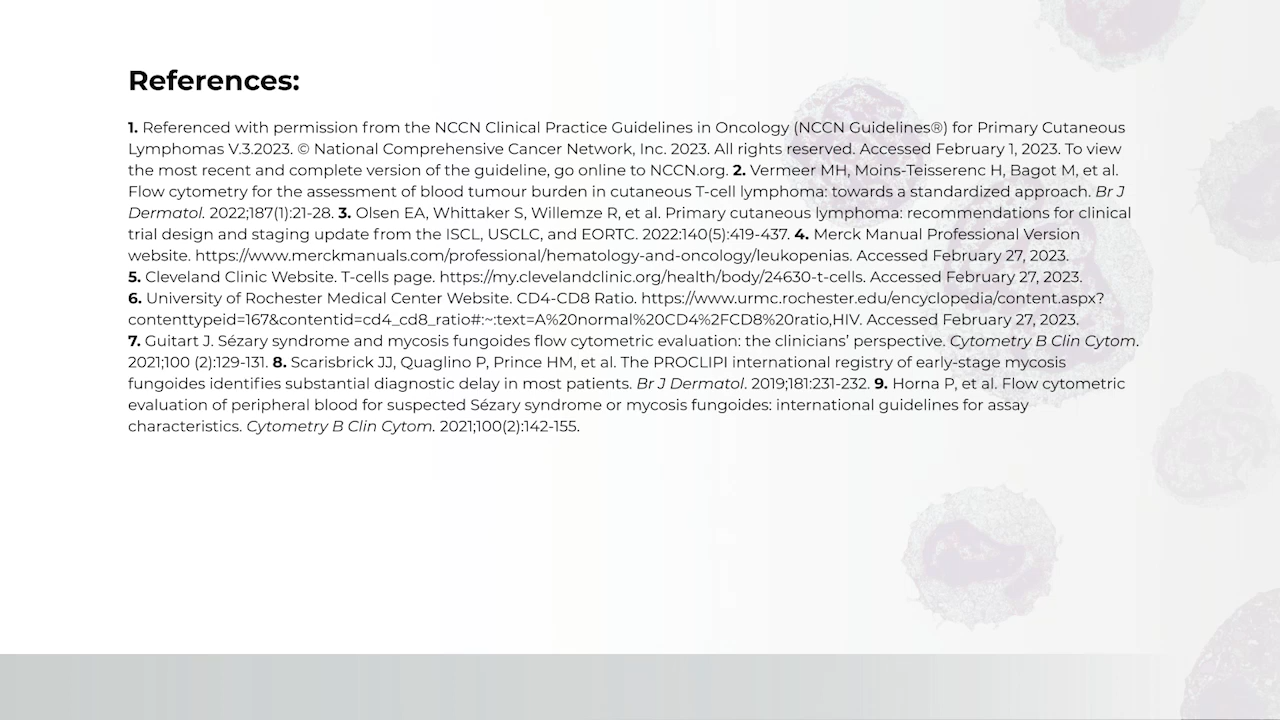 References:
1. Referenced with permission from the NCCN Clinical Practice Guidelines in Oncology (NCCN Guidelines®) for Primary Cutaneous
Lymphomas V.3.2023. © National Comprehensive Cancer Network, Inc. 2023. All rights reserved. Accessed February 1, 2023. To view
the most recent and complete version of the guideline, go online to NCCN.org. 2. Vermeer MH, Moins-Teisserenc H, Bagot M, et al.
Flow cytometry for the assessment of blood tumour burden in cutaneous T-cell lymphoma: towards a standardized approach. Br J
Dermatol. 2022;187(1):21-28. 3. Olsen EA, Whittaker S, Willemze R, et al. Primary cutaneous lymphoma: recommendations for clinical
trial design and staging update from the ISCL, USCLC, and EORTC. 2022:140(5):419-437. 4. Merck Manual Professional Version
website. https://www.merckmanuals.com/professional/hematology-and-oncology/leukopenias. Accessed February 27, 2023.
5. Cleveland Clinic Website. T-cells page. https://my.clevelandclinic.org/health/body/24630-t-cells. Accessed February 27, 2023.
6. University of Rochester Medical Center Website. CD4-CD8 Ratio. https://www.urmc.rochester.edu/encyclopedia/content.aspx?
contenttypeid=167&contentid=cd4_cd8_ratio#:~:text=A%20normal%20CD4%2FCD8%20ratio,HIV. Accessed February 27, 2023.
7. Guitart J. Sézary syndrome and mycosis fungoides flow cytometric evaluation: the clinicians’ perspective. Cytometry B Clin Cytom.
2021;100 (2):129-131. 8. Scarisbrick JJ, Quaglino P, Prince HM, et al. The PROCLIPI international registry of early-stage mycosis
fungoides identifies substantial diagnostic delay in most patients. Br J Dermatol. 2019;181:231-232. 9. Horna P, et al. Flow cytometric
evaluation of peripheral blood for suspected Sézary syndrome or mycosis fungoides: international guidelines for assay
characteristics. Cytometry B Clin Cytom. 2021;100(2):142-155.